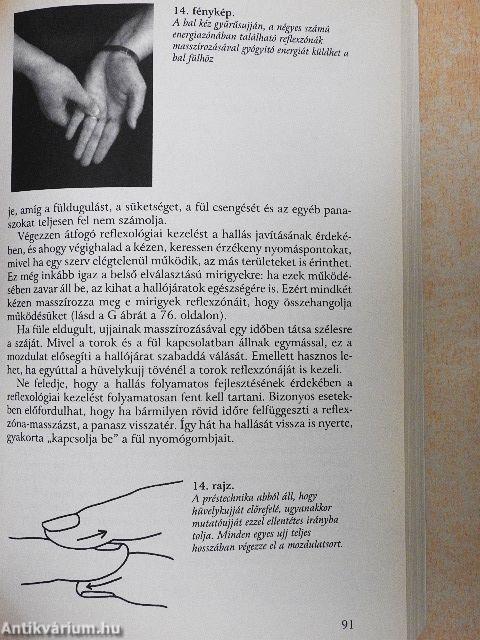 14. fénykép.
A bal kéz gyűrűsujján, a négyes számú
energiazónában található reflexzónák
masszírozásával gyógyító energiát küldhet a
bal fülhöz
je, amíg a füldugulást, a süketséget, a fül csengését és az egyéb pana-
szokat teljesen fel nem számolja.
Végezzen átfogó reflexológiai kezelést a hallás javításának érdeké-
ben, és ahogy végighalad a kézen, keressen érzékeny nyomáspontokat,
mivel ha egy szerv elégtelenül működik, az más területeket is érinthet.
Ez még inkább igaz a belső elválasztású mirigyekre: ha ezek működé-
sében zavar áll be, az kihat a hallójáratok egészségére is. Ezért mindkét
kézen masszírozza meg e mirigyek reflexzónáit, hogy összehangolja
működésüket (lásd a G ábrát a 76. oldalon).
Ha füle eldugult, ujjainak masszírozásával egy időben tátsa szélesre
a száját. Mivel a torok és a fül kapcsolatban állnak egymással, ez a
mozdulat elősegíti a hallójárat szabaddá válását. Emellett hasznos le-
het, ha egyúttal a hüvelykujj tövénél a torok reflexzónáját is kezeli.
Ne feledje, hogy a hallás folyamatos fejlesztésének érdekében a
reflexológiai kezelést folyamatosan fent kell tartani. Bizonyos esetek-
ben előfordulhat, hogy ha bármilyen rövid időre felfüggeszti a reflex-
zóna-masszázst, a panasz visszatér. Így hát ha hallását vissza is nyerte,
gyakorta „kapcsolja be” a fül nyomógombjait.
14. rajz.
A préstechnika abból áll, hogy
hüvelykujját előrefelé, ugyanakkor
mutatóujját ezzel ellentétes irányba
tolja. Minden egyes ujj teljes
hosszában végezze el a mozdulatsort.
91
Antikvárium.hu